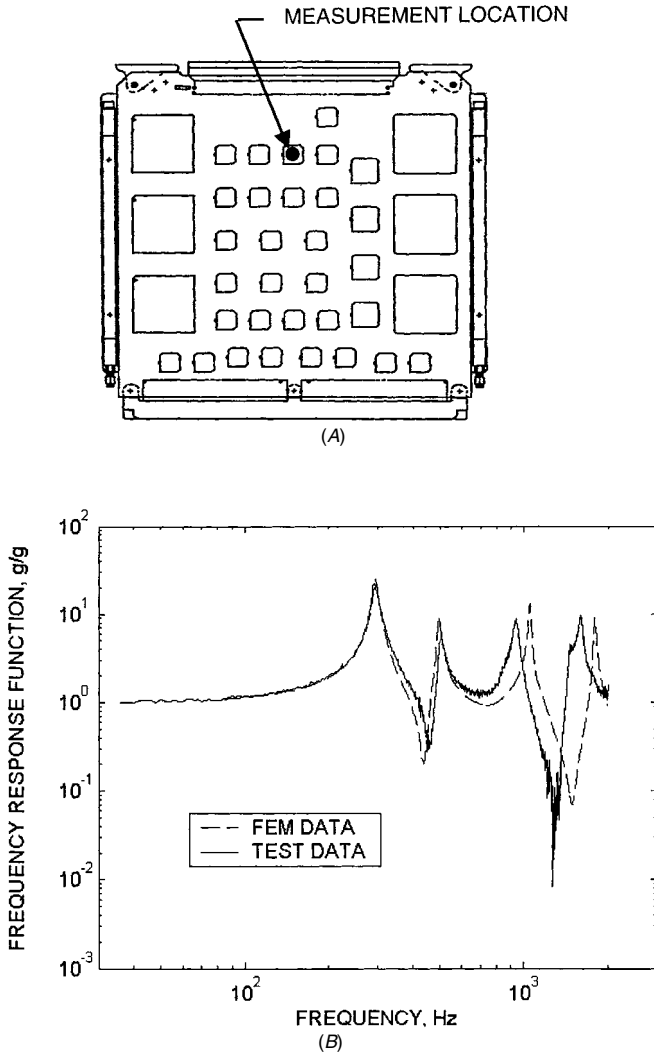 MEASUREMENT LOCATION
(A)
FREQUENCY RESPONSE FUNCTION, g/g
10²
10¹
10⁰
10⁻¹
10⁻²
10⁻³
FEM DATA
TEST DATA
10²
10³
FREQUENCY, Hz
(B)